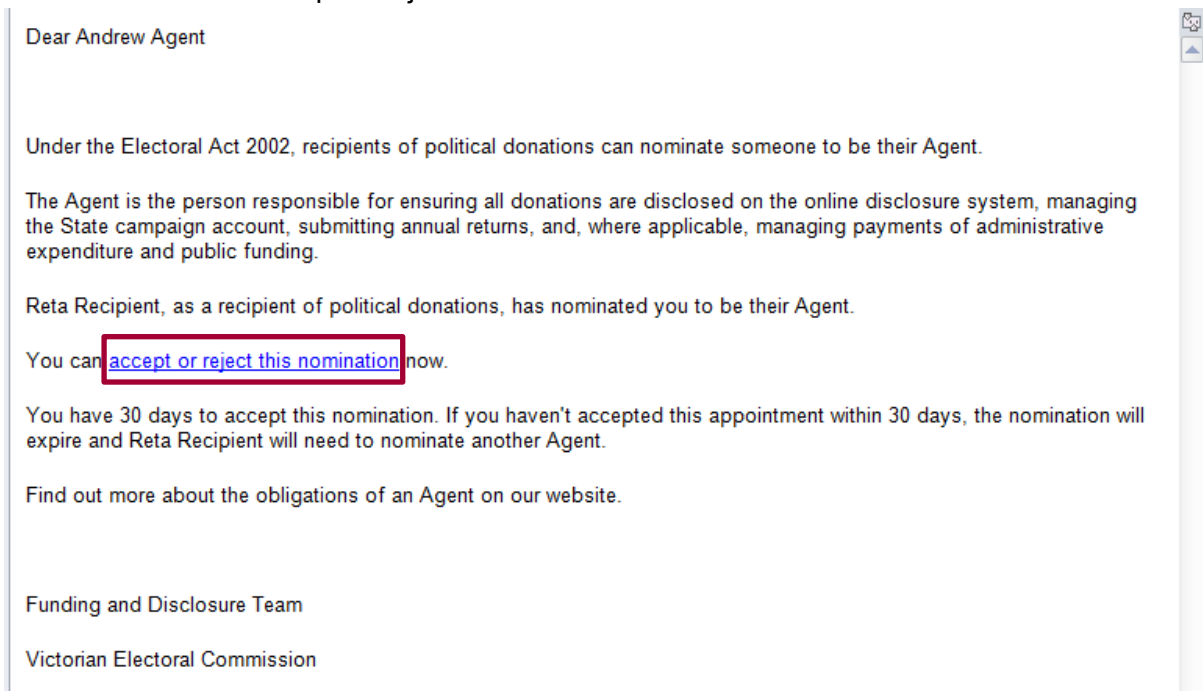 Dear Andrew Agent
Under the Electoral Act 2002, recipients of political donations can nominate someone to be their Agent.
The Agent is the person responsible for ensuring all donations are disclosed on the online disclosure system, managing
the State campaign account, submitting annual returns, and, where applicable, managing payments of administrative
expenditure and public funding.
Reta Recipient, as a recipient of political donations, has nominated you to be their Agent.
You can accept or reject this nomination now.
You have 30 days to accept this nomination. If you haven't accepted this appointment within 30 days, the nomination will
expire and Reta Recipient will need to nominate another Agent.
Find out more about the obligations of an Agent on our website.
Funding and Disclosure Team
Victorian Electoral Commission